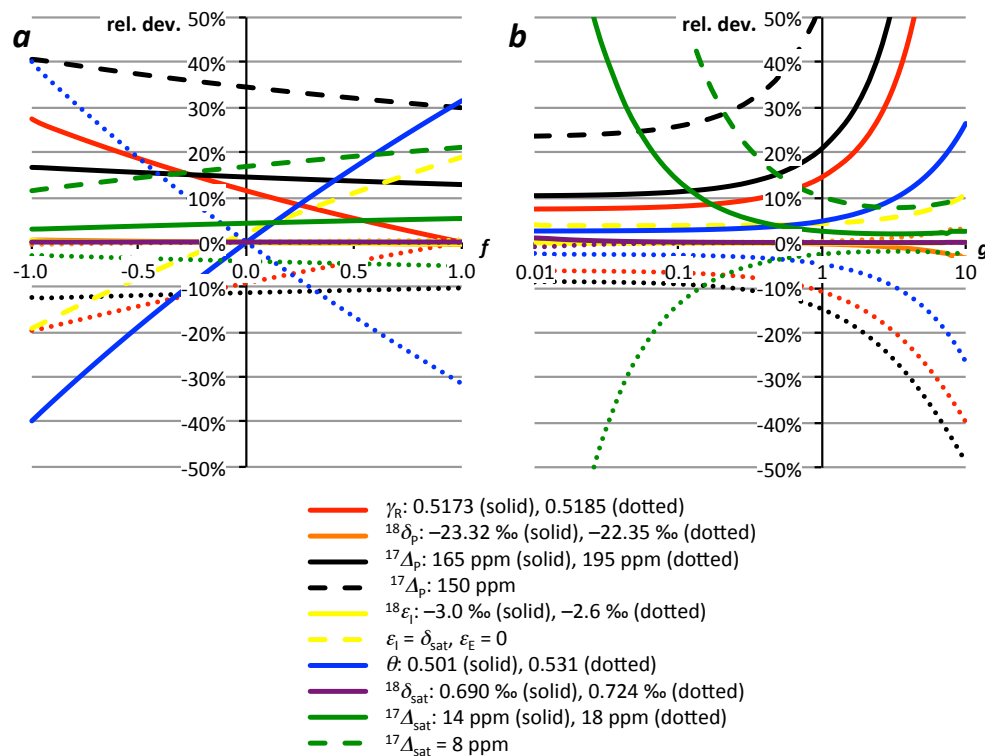 a
rel. dev.
50%
40%
30%
20%
10%
0%
-10%
-20%
-30%
-40%
-50%
-1.0
-0.5
0.0
0.5
1.0
f
b
rel. dev.
50%
40%
30%
20%
10%
0%
-10%
-20%
-30%
-40%
-50%
0.01
0.1
1
10
g
γR: 0.5173 (solid), 0.5185 (dotted)
18δP: –23.32 ‰ (solid), –22.35 ‰ (dotted)
17ΔP: 165 ppm (solid), 195 ppm (dotted)
17ΔP: 150 ppm
18εI: –3.0 ‰ (solid), –2.6 ‰ (dotted)
εI = δsat, εE = 0
θ: 0.501 (solid), 0.531 (dotted)
18δsat: 0.690 ‰ (solid), 0.724 ‰ (dotted)
17Δsat: 14 ppm (solid), 18 ppm (dotted)
17Δsat = 8 ppm